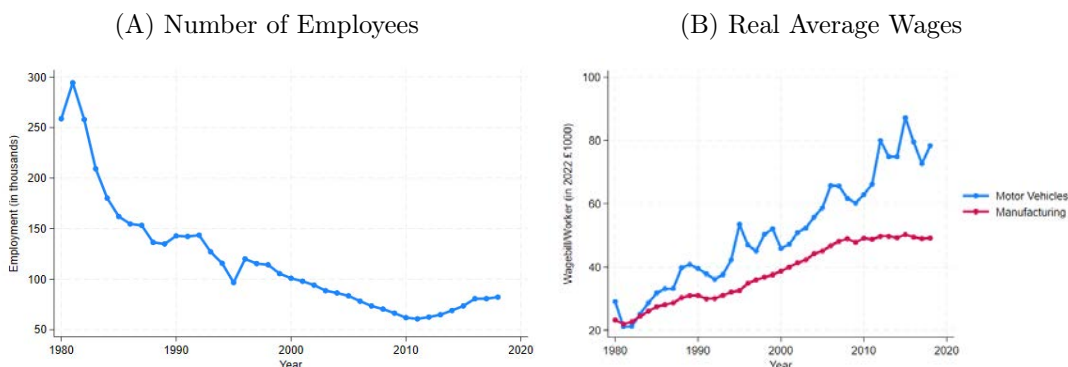 (A) Number of Employees
Employment (in thousands)
300
250
200
150
100
50
1980 1990 2000 2010 2020
Year
(B) Real Average Wages
Wagebill/Worker (in 2022 £1000)
100
80
60
40
20
1980 1990 2000 2010 2020
Year
Motor Vehicles
Manufacturing